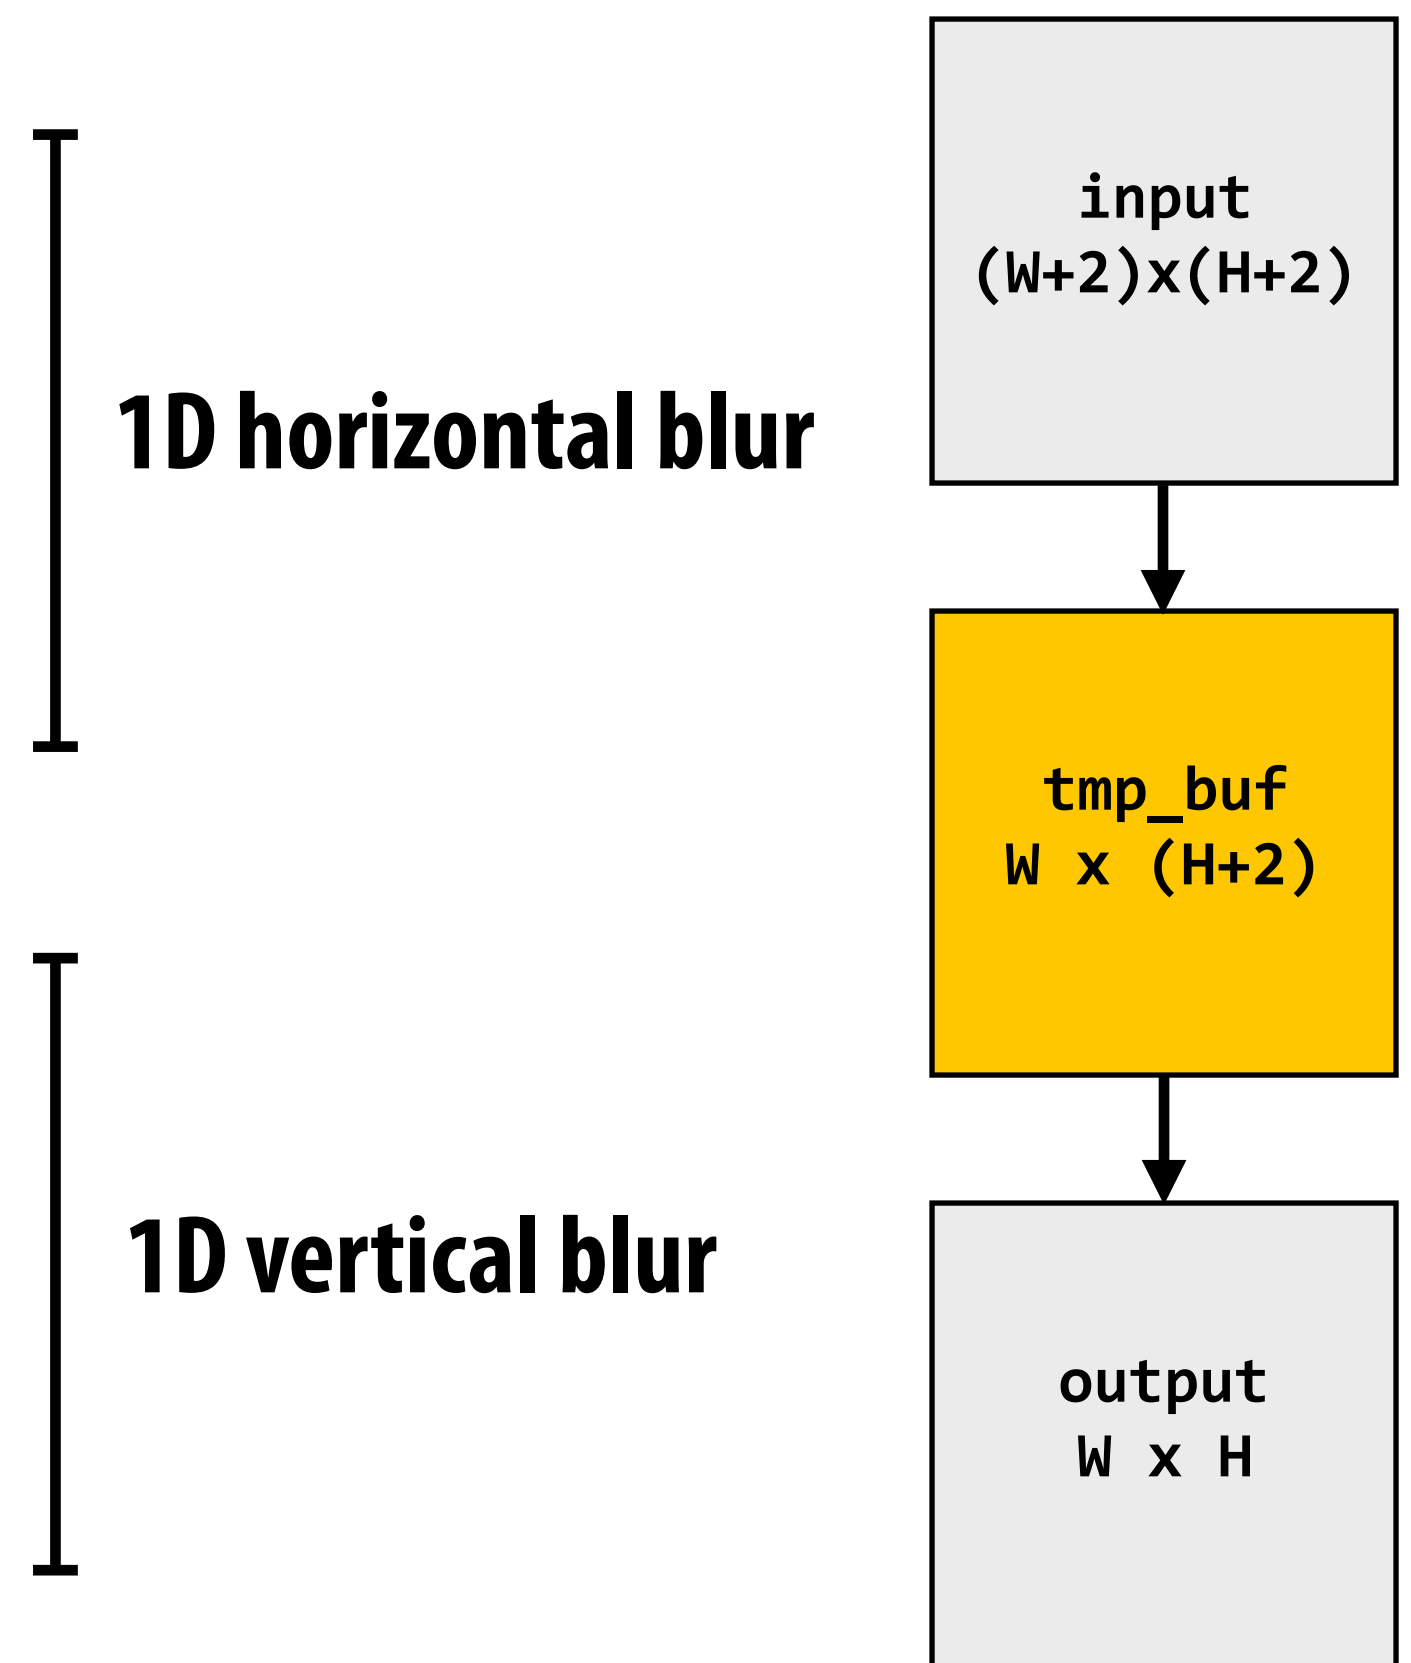 input
(W+2)x(H+2)
1D horizontal blur
tmp_buf
W x (H+2)
1D vertical blur
output
W x H